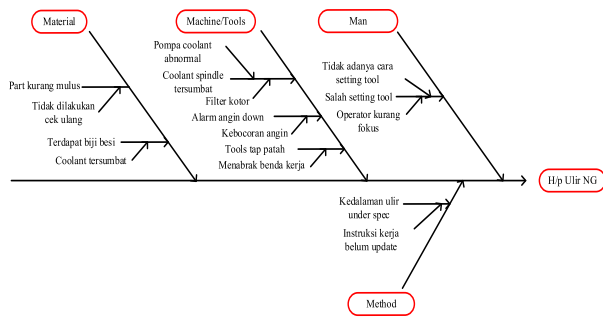 Material
Machine/Tools
Man
Pompa coolant
abnormal
Coolant spindle
tersumbat
Filter kotor
Alarm angin down
Kebocoran angin
Tools tap patah
Menabrak benda kerja
Part kurang mulus
Tidak dilakukan
cek ulang
Terdapat biji besi
Coolant tersumbat
Tidak adanya cara
setting tool
Salah setting tool
Operator kurang
fokus
H/p Ulir NG
Kedalaman ulir
under spec
Instruksi kerja
belum update
Method